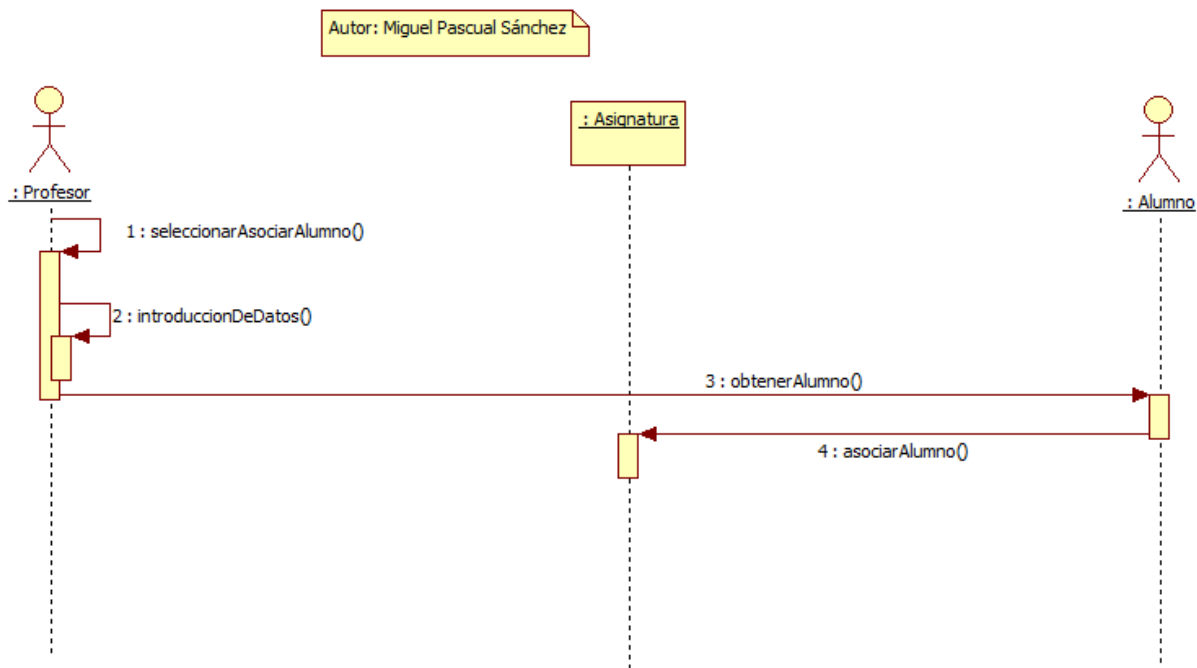 Autor: Miguel Pascual Sánchez
: Asignatura
: Profesor
: Alumno
1 : seleccionarAsociarAlumno()
2 : introduccionDeDatos()
3 : obtenerAlumno()
4 : asociarAlumno()